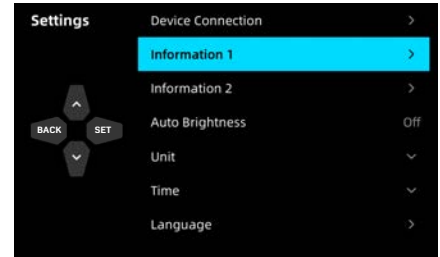 Settings
Device Connection
Information 1
Information 2
BACK
SET
Auto Brightness
Off
Unit
Time
Language